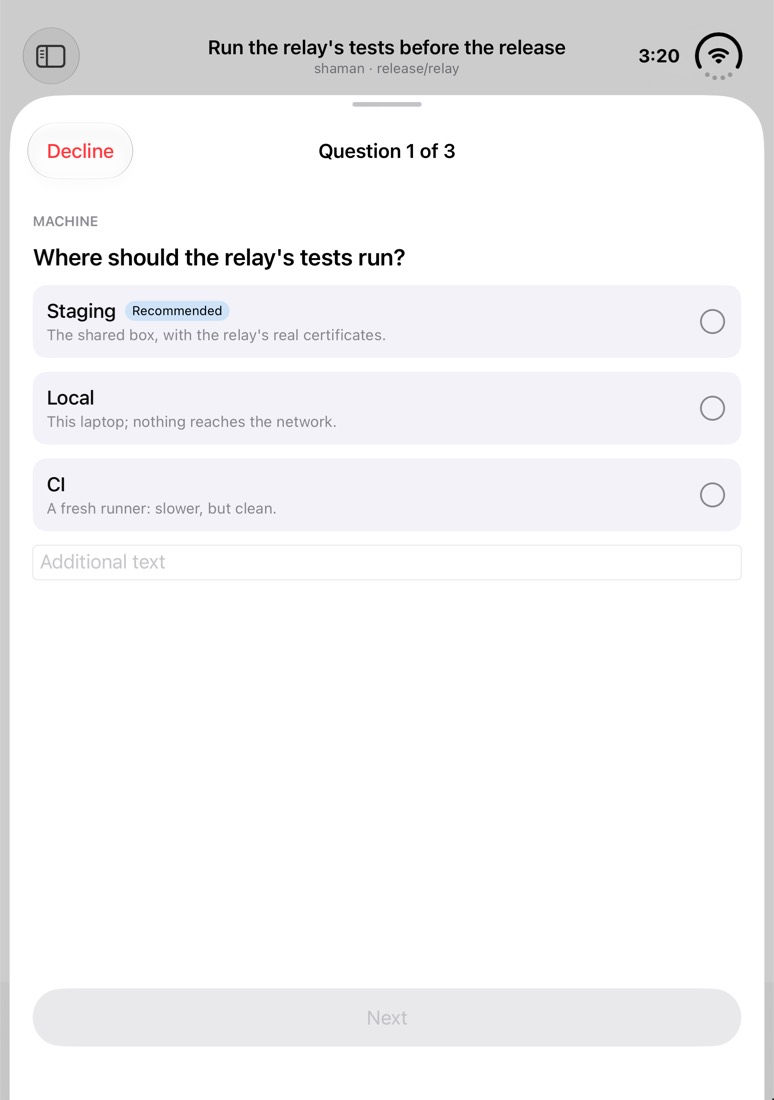 Run the relay's tests before the release
shaman · release/relay
3:20
Decline
Question 1 of 3
MACHINE
Where should the relay's tests run?
Staging Recommended
The shared box, with the relay's real certificates.
Local
This laptop; nothing reaches the network.
CI
A fresh runner: slower, but clean.
Additional text
Next